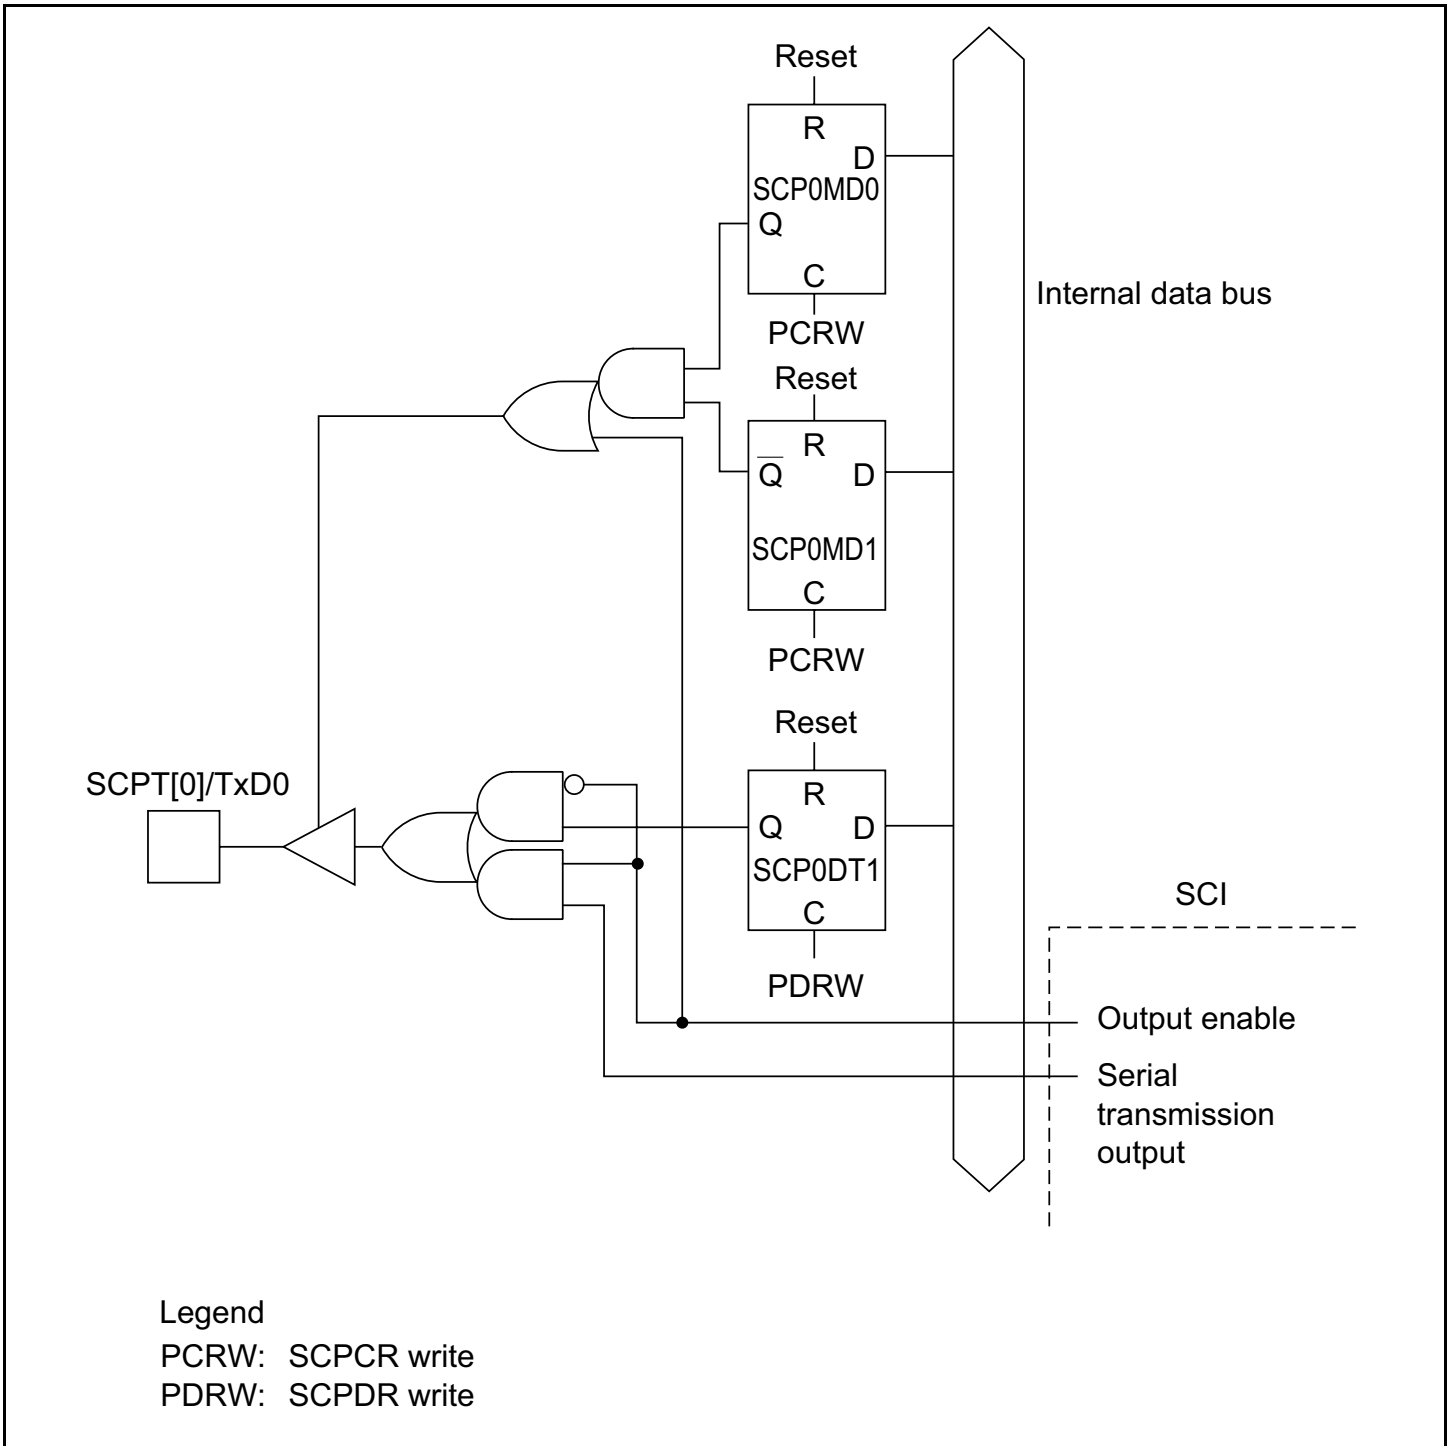 Reset
R
D
SCP0MD0
Q
C
PCRW
Internal data bus
Reset
R
Q̅
D
SCP0MD1
C
PCRW
Reset
SCPT[0]/TxD0
R
Q
D
SCP0DT1
C
PDRW
SCI
Output enable
Serial
transmission
output
Legend
PCRW: SCPCR write
PDRW: SCPDR write